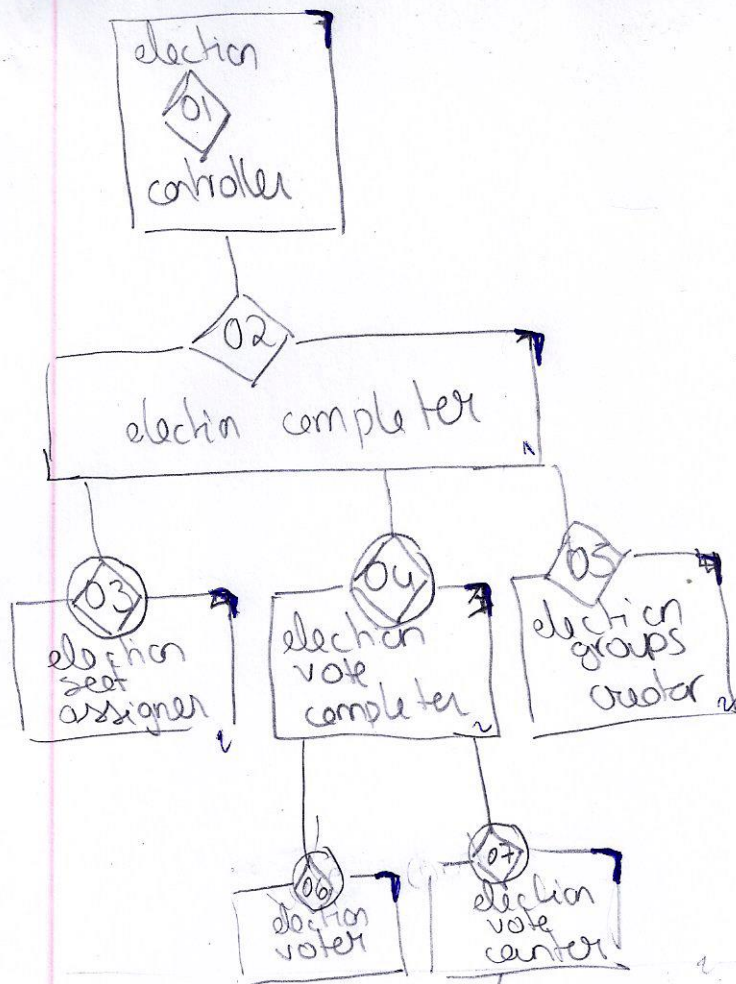 election
01
controller
02
election completer
03
election
seet
assigner
04
election
vote
completer
05
election
groups
creator
06
election
voter
07
election
vote
counter